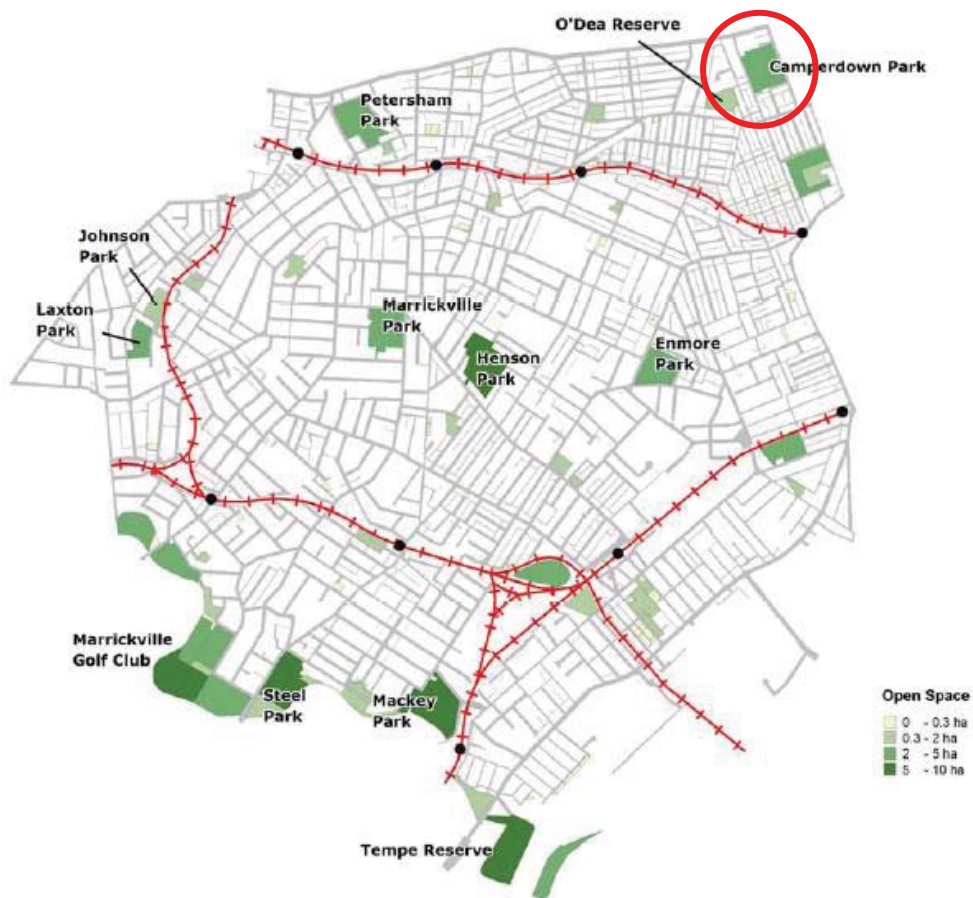 O'Dea Reserve
Camperdown Park
Petersham
Park
Johnson
Park
Laxton
Park
Marrickville
Park
Henson
Park
Enmore
Park
Marrickville
Golf Club
Steel
Park
Mackey
Park
Tempe Reserve
Open Space
0 - 0.3 ha
0.3 - 2 ha
2 - 5 ha
5 - 10 ha